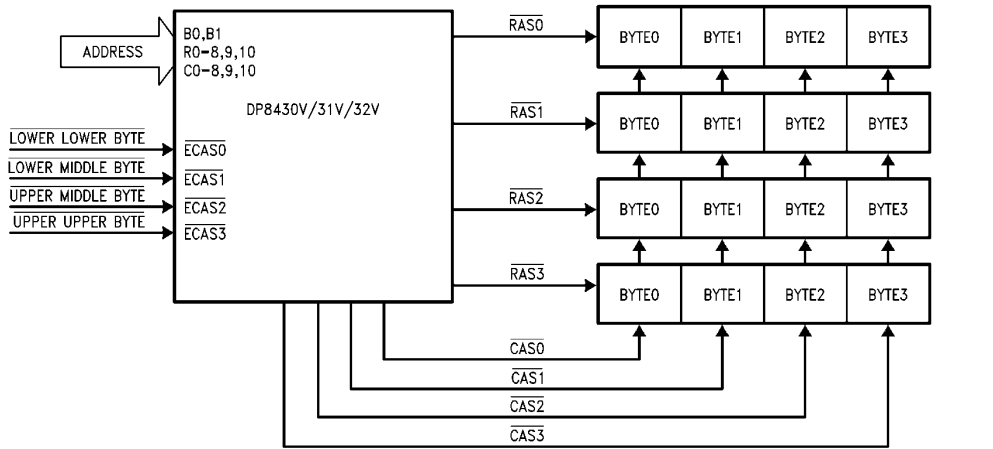 B0,B1
R0-8,9,10
C0-8,9,10
ADDRESS
DP8430V/31V/32V
LOWER LOWER BYTE
LOWER MIDDLE BYTE
UPPER MIDDLE BYTE
UPPER UPPER BYTE
ECAS0
ECAS1
ECAS2
ECAS3
RAS0
BYTE0 BYTE1 BYTE2 BYTE3
RAS1
BYTE0 BYTE1 BYTE2 BYTE3
RAS2
BYTE0 BYTE1 BYTE2 BYTE3
RAS3
BYTE0 BYTE1 BYTE2 BYTE3
CAS0
CAS1
CAS2
CAS3